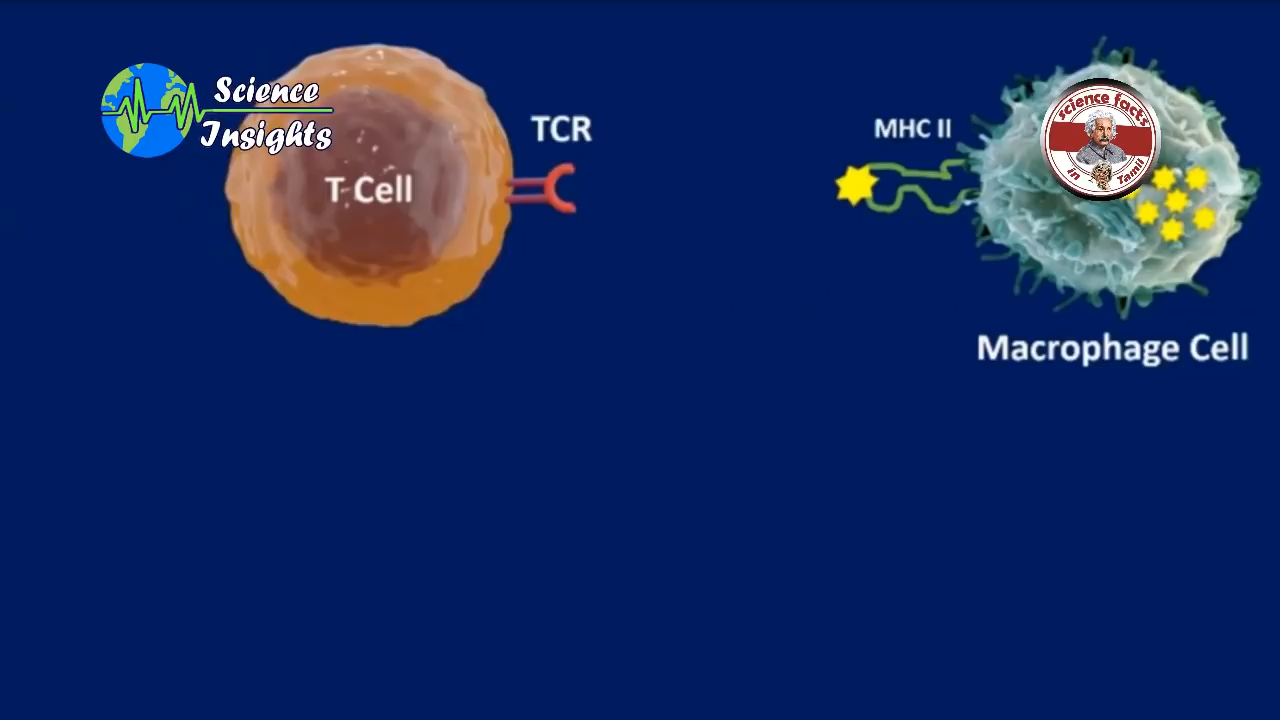 Science
Insights
T Cell
TCR
MHC II
science facts
in Tamil
Macrophage Cell